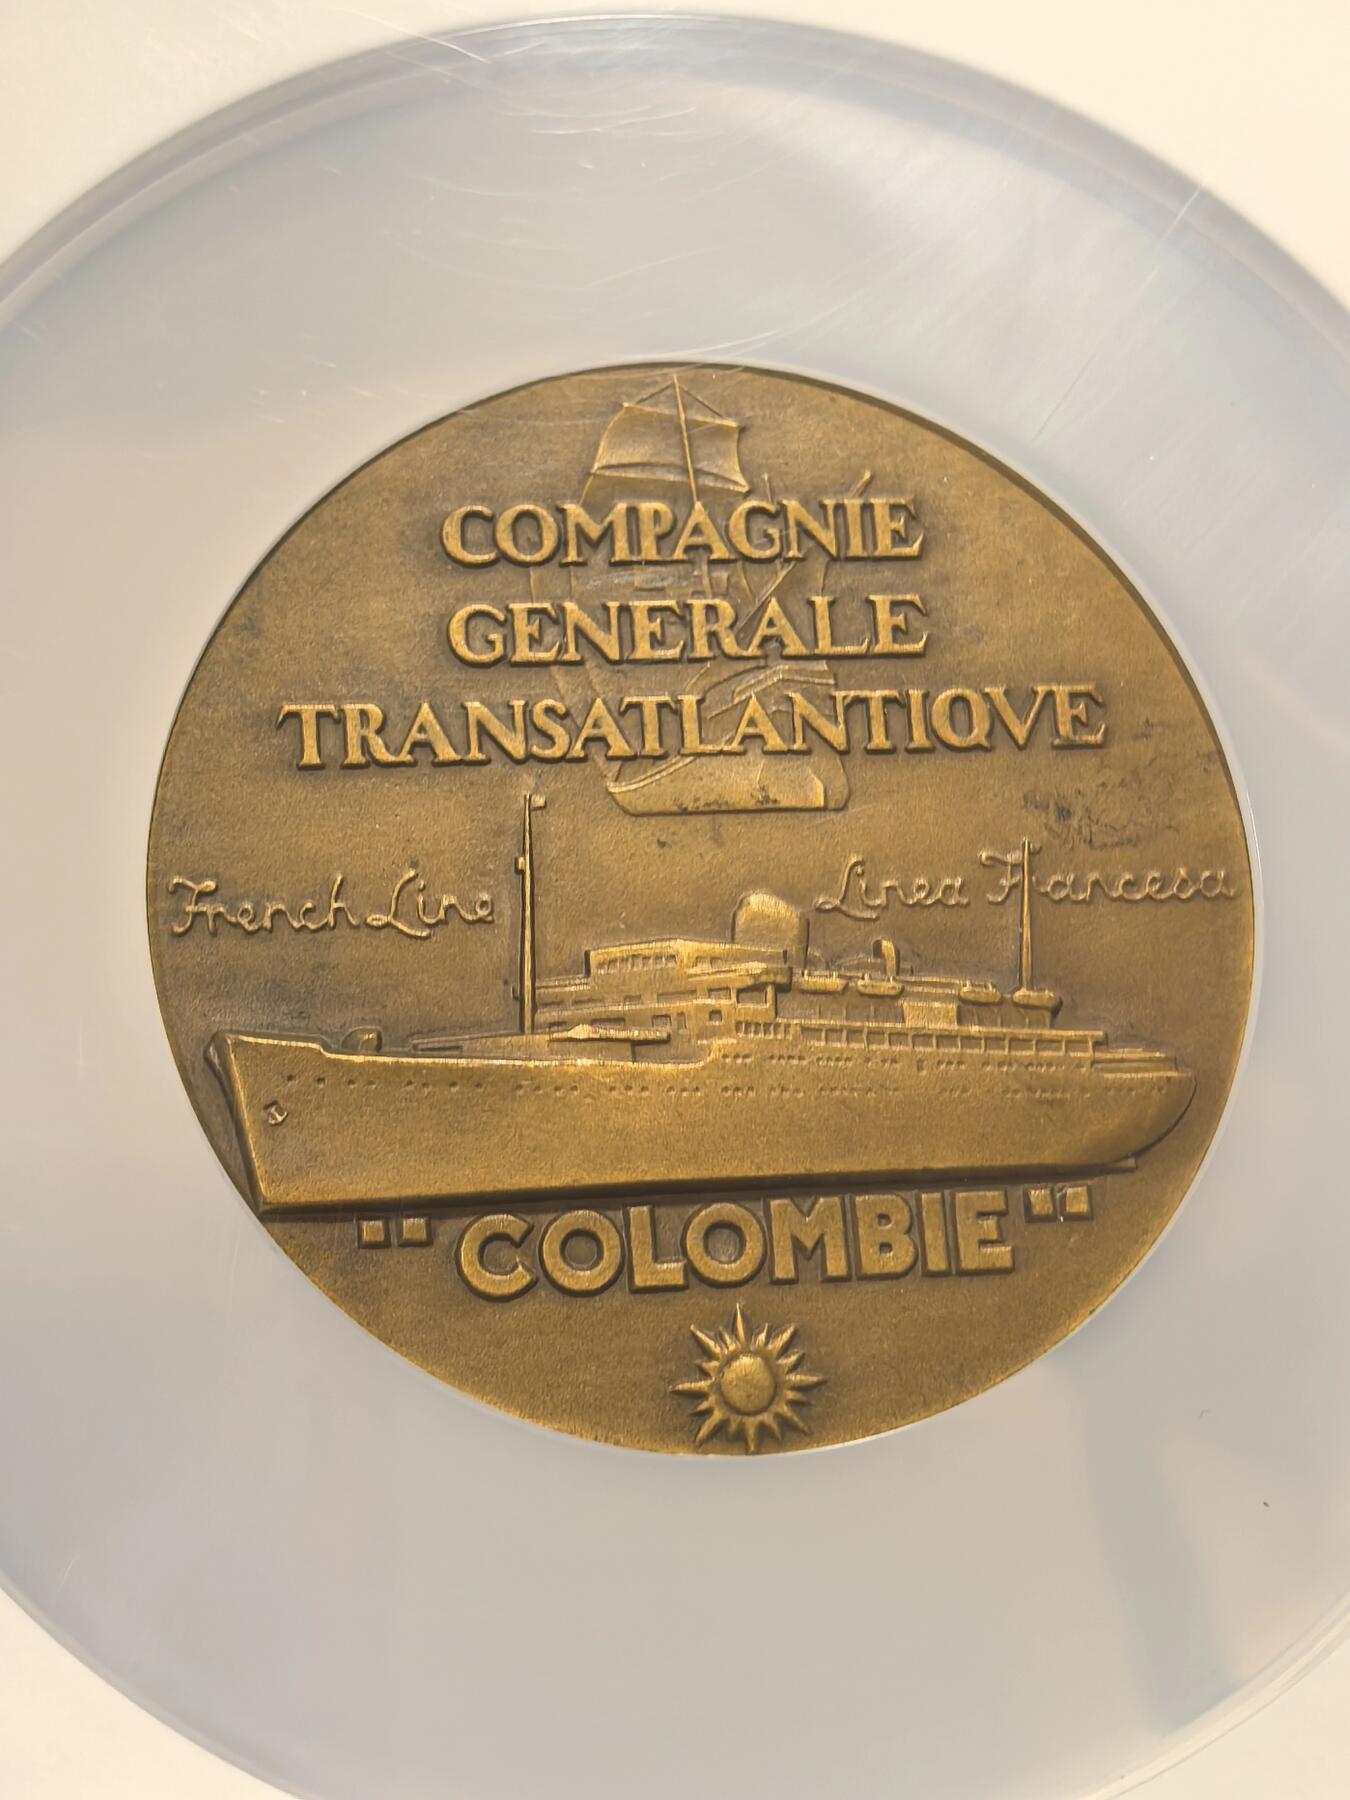 COMPAGNIE
GENERALE
TRANSATLANTIQVE
French Line
Linea Francesa
"COLOMBIE"